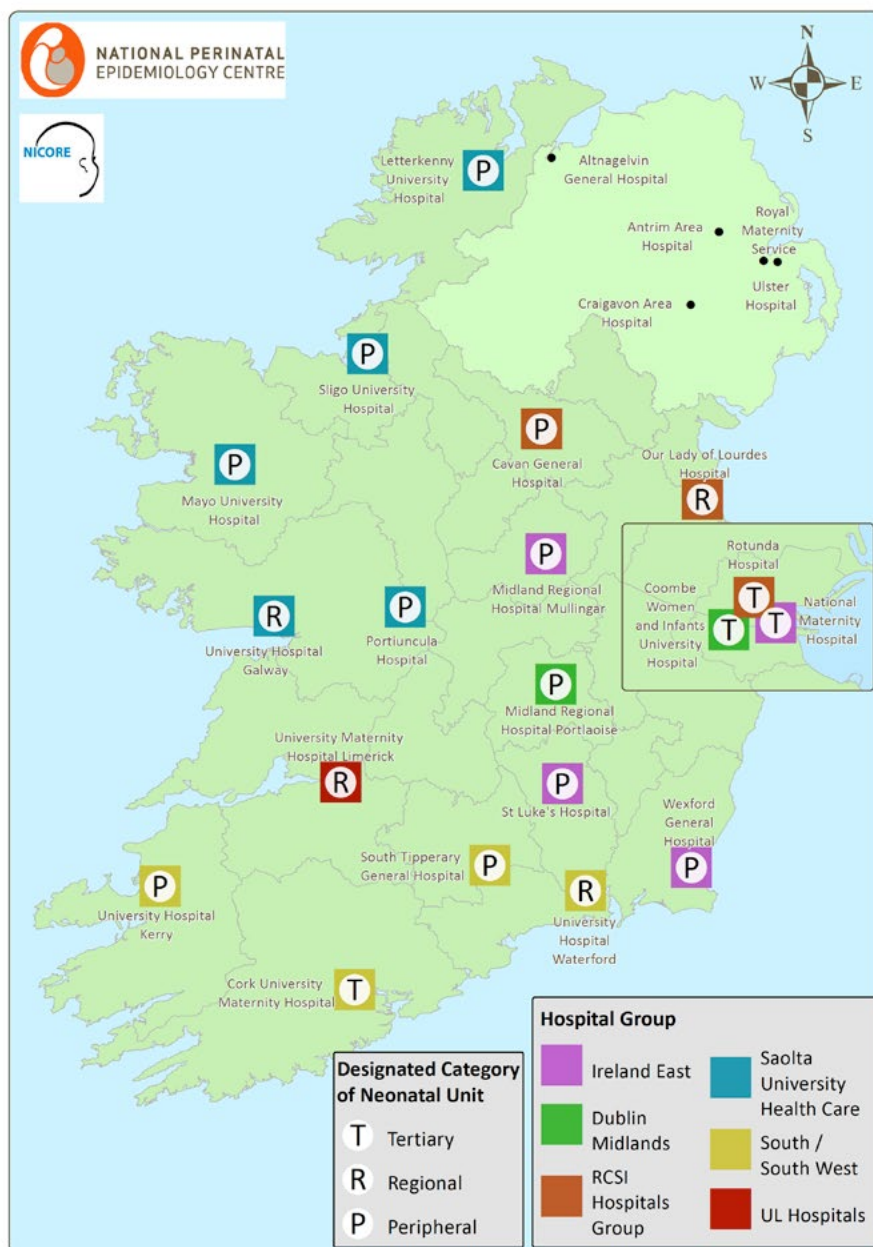 NATIONAL PERINATAL
EPIDEMIOLOGY CENTRE
N
W
E
S
NICORE
Letterkenny
University
Hospital
P
Altnagelvin
General Hospital
Antrim Area
Hospital
Royal
Maternity
Service
Ulster
Hospital
Craigavon Area
Hospital
P
Sligo University
Hospital
P
Cavan General
Hospital
Our Lady of Lourdes
Hospital
R
P
Mayo University
Hospital
P
Midland Regional
Hospital Mullingar
Rotunda
Hospital
T
Coombe
Women
and Infants
University
Hospital
T
T
National
Maternity
Hospital
R
University Hospital
Galway
P
Portiuncula
Hospital
P
Midland Regional
Hospital Portlaoise
University Maternity
Hospital Limerick
R
P
St Luke's Hospital
Wexford
General
Hospital
P
South Tipperary
General Hospital
P
P
University Hospital
Kerry
R
University
Hospital
Waterford
Cork University
Maternity Hospital
T
Designated Category
of Neonatal Unit
T Tertiary
R Regional
P Peripheral
Hospital Group
Ireland East
Dublin
Midlands
RCSI
Hospitals
Group
Saolta
University
Health Care
South /
South West
UL Hospitals